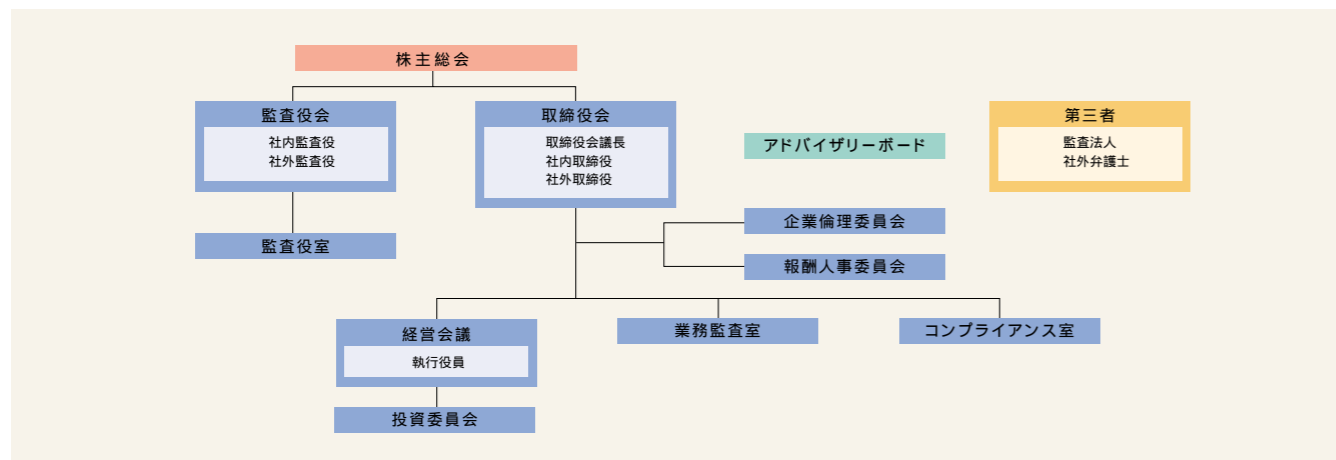 株主総会
監査役会
社内監査役
社外監査役
取締役会
取締役会議長
社内取締役
社外取締役
アドバイザリーボード
第三者
監査法人
社外弁護士
監査役室
企業倫理委員会
報酬人事委員会
経営会議
執行役員
業務監査室
コンプライアンス室
投資委員会